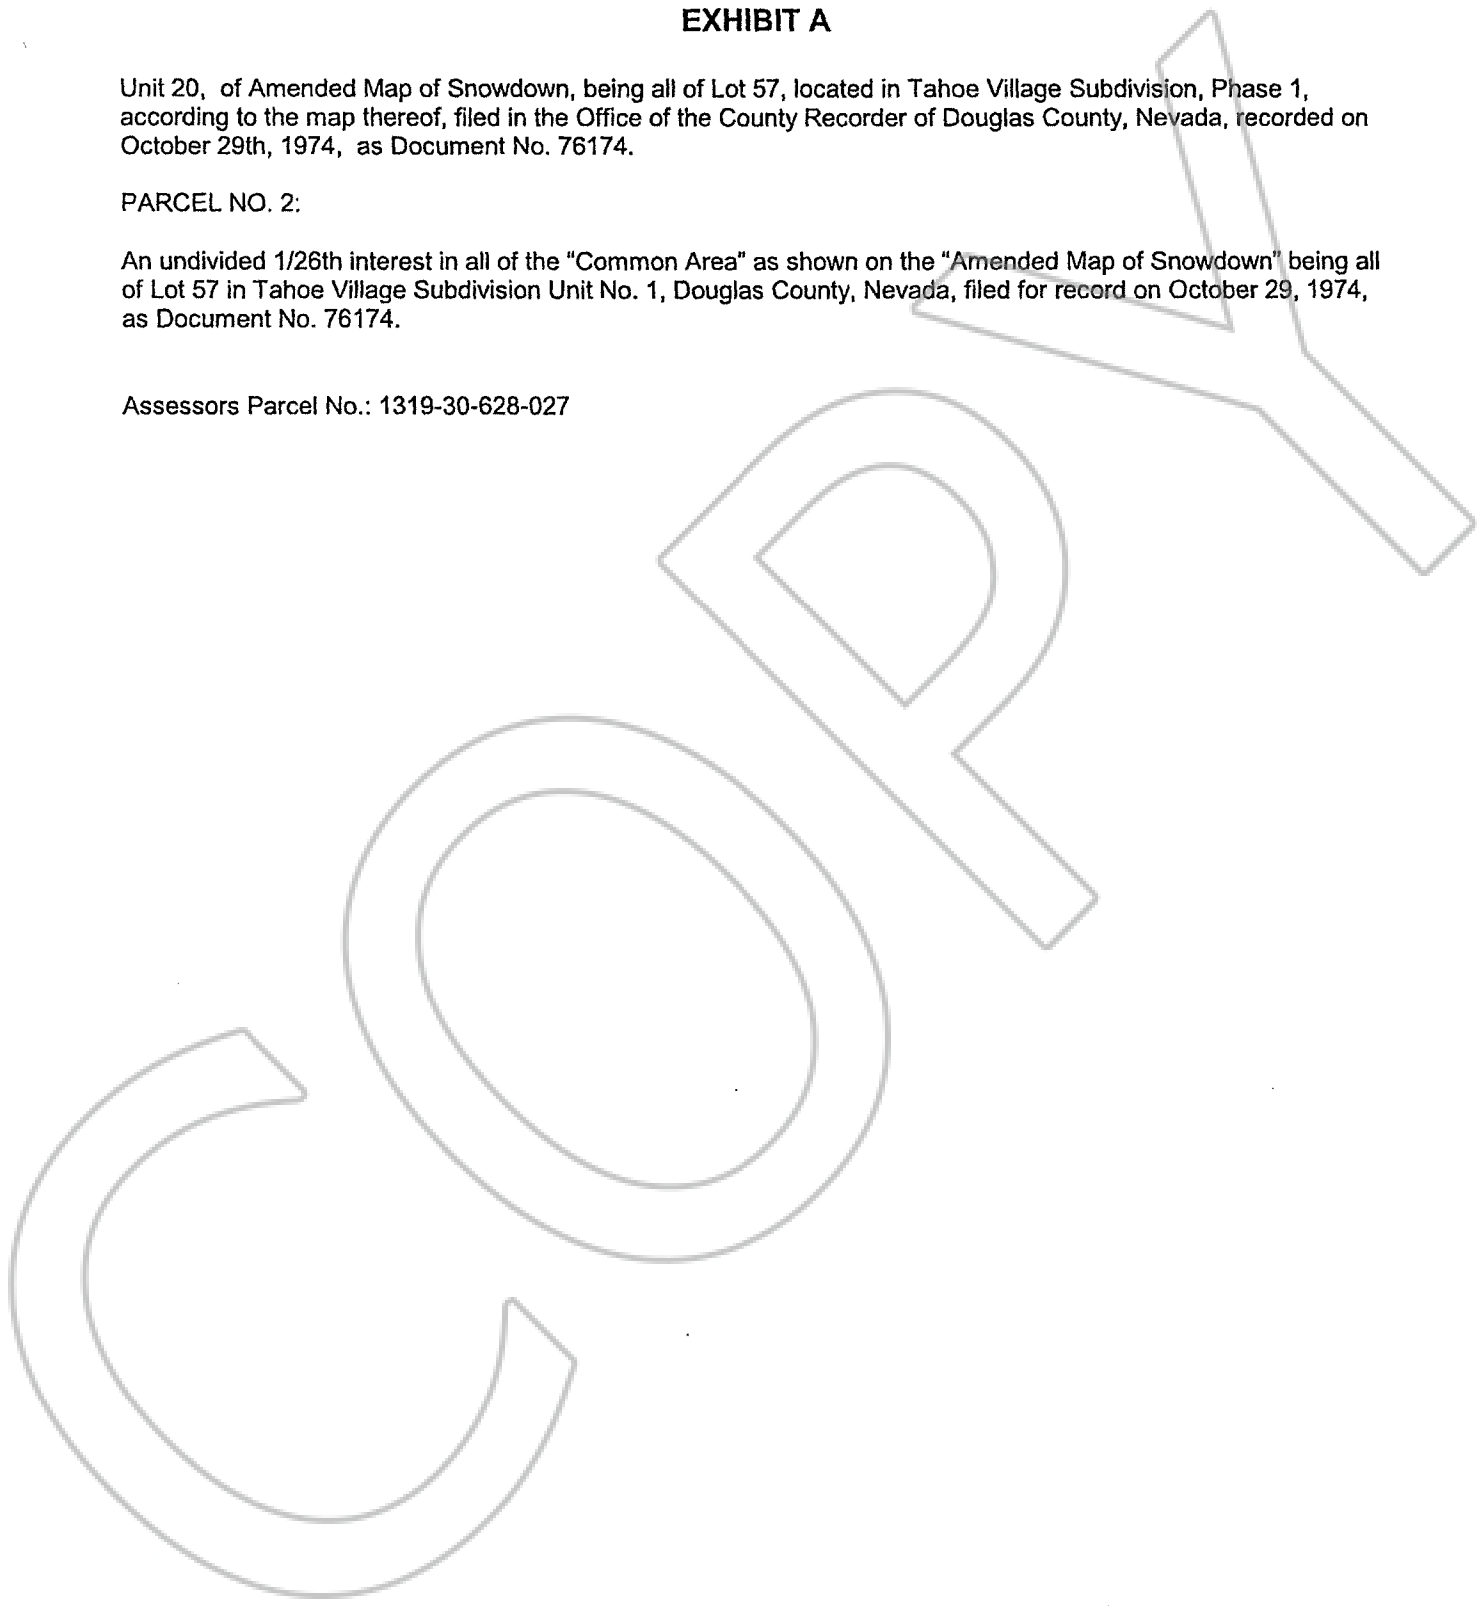 EXHIBIT A
Unit 20, of Amended Map of Snowdown, being all of Lot 57, located in Tahoe Village Subdivision, Phase 1,
according to the map thereof, filed in the Office of the County Recorder of Douglas County, Nevada, recorded on
October 29th, 1974, as Document No. 76174.
PARCEL NO. 2:
An undivided 1/26th interest in all of the "Common Area" as shown on the "Amended Map of Snowdown" being all
of Lot 57 in Tahoe Village Subdivision Unit No. 1, Douglas County, Nevada, filed for record on October 29, 1974,
as Document No. 76174.
Assessors Parcel No.: 1319-30-628-027
COPY